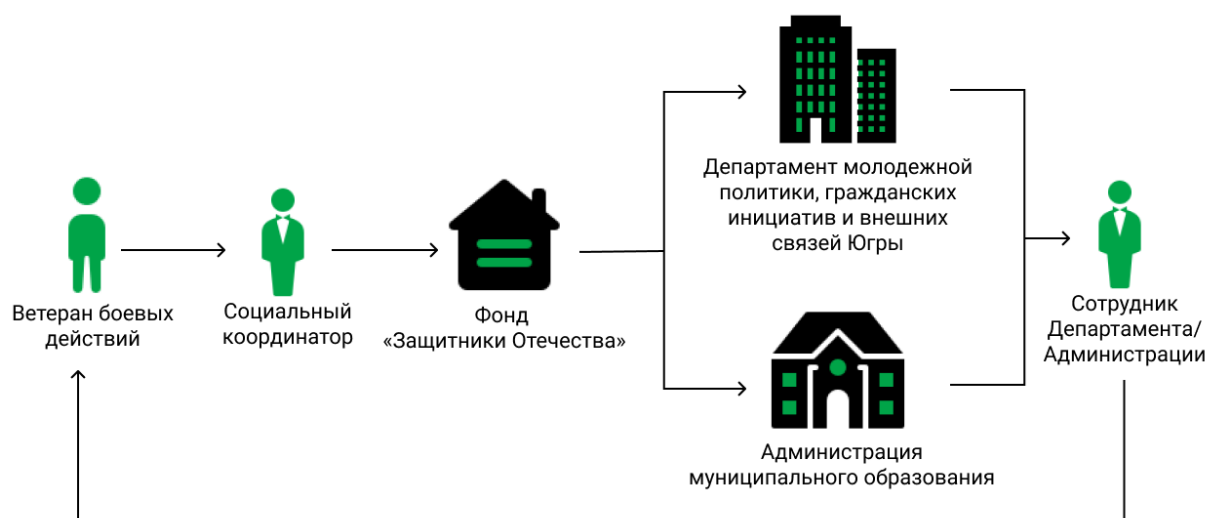 Ветеран боевых
действий
Социальный
координатор
Фонд
«Защитники Отечества»
Департамент молодежной
политики, гражданских
инициатив и внешних
связей Югры
Администрация
муниципального образования
Сотрудник
Департамента/
Администрации